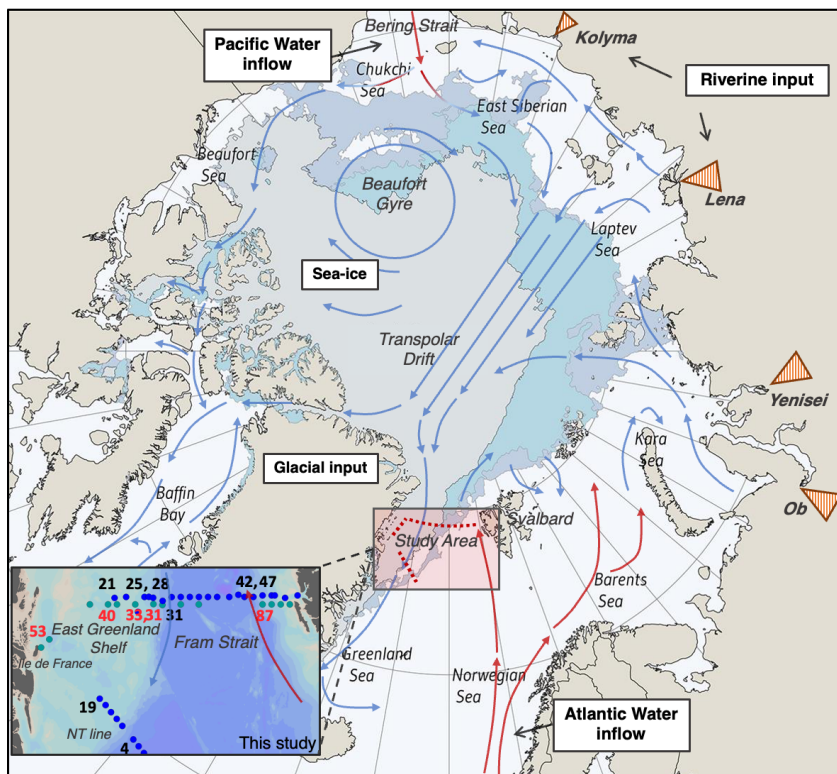 Bering Strait
Kolyma
Pacific Water
inflow
Chukchi
Sea
Riverine input
East Siberian
Sea
Beaufort
Sea
Beaufort
Gyre
Lena
Laptev
Sea
Sea-ice
Transpolar
Drift
Yenisei
Kara
Sea
Glacial input
Ob
Baffin
Bay
Svalbard
Study Area
Barents
Sea
21 25, 28 42, 47
40 35,31 31 87
53
East Greenland
Shelf
Fram Strait
Ile de France
19
NT line
4
This study
Greenland
Sea
Norwegian
Sea
Atlantic Water
inflow